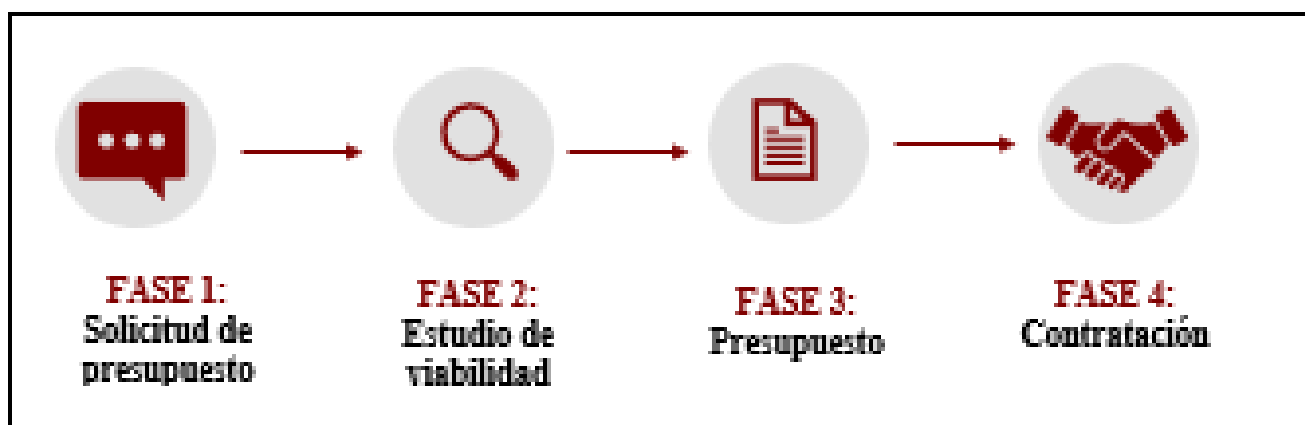 FASE 1:
Solicitud de
presupuesto
FASE 2:
Estudio de
viabilidad
FASE 3:
Presupuesto
FASE 4:
Contratación